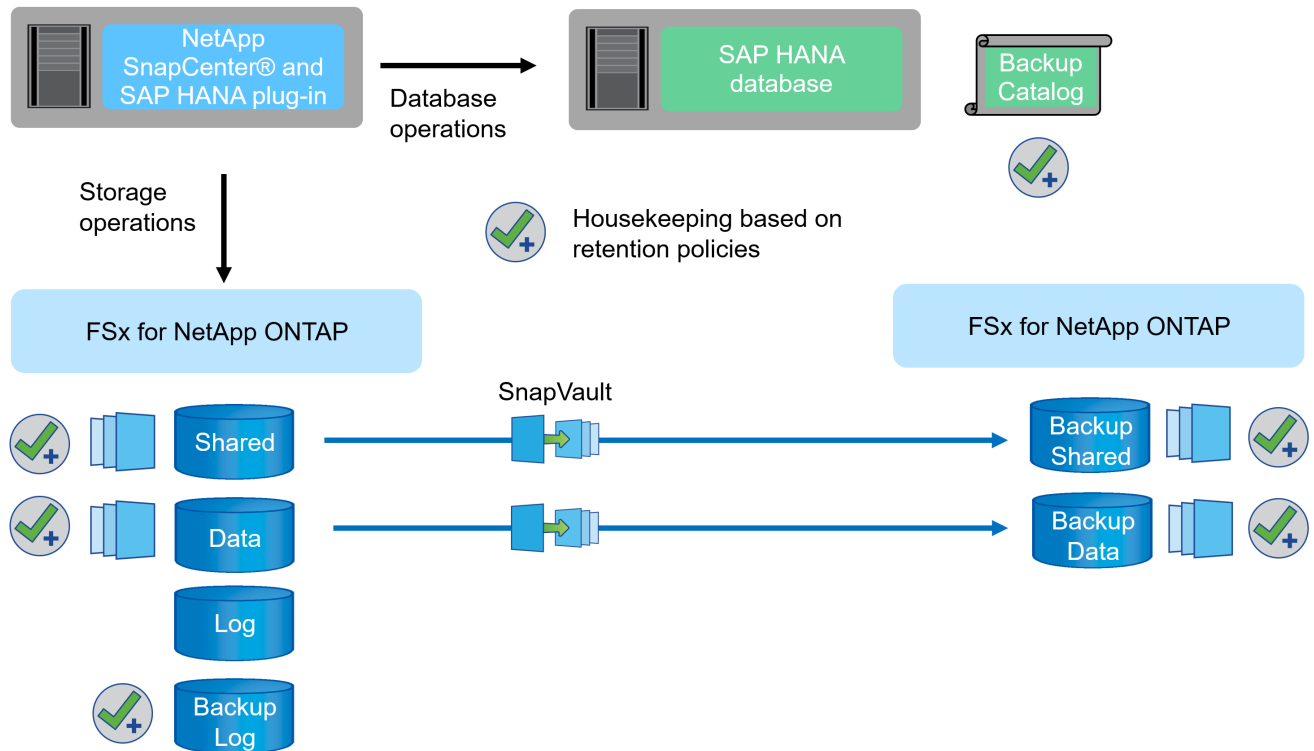 NetApp
SnapCenter® and
SAP HANA plug-in
Database
operations
SAP HANA
database
Backup
Catalog
Storage
operations
Housekeeping based on
retention policies
FSx for NetApp ONTAP
FSx for NetApp ONTAP
SnapVault
Shared
Backup
Shared
Data
Backup
Data
Log
Backup
Log